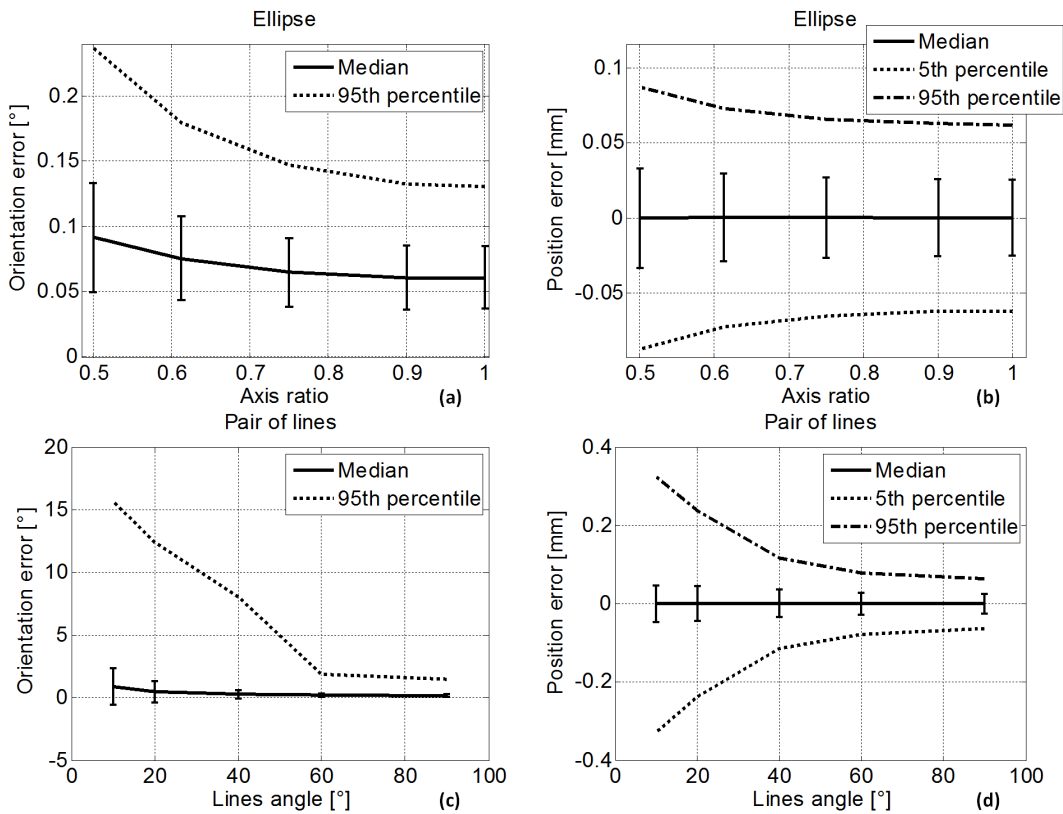 Ellipse
Orientation error [°]
0.2
0.15
0.1
0.05
0
Median
95th percentile
0.5 0.6 0.7 0.8 0.9 1
Axis ratio
(a)
Ellipse
Position error [mm]
0.1
0.05
0
-0.05
Median
5th percentile
95th percentile
0.5 0.6 0.7 0.8 0.9 1
Axis ratio
(b)
Pair of lines
Orientation error [°]
20
15
10
5
0
-5
Median
95th percentile
0 20 40 60 80 100
Lines angle [°]
(c)
Pair of lines
Position error [mm]
0.4
0.2
0
-0.2
-0.4
Median
5th percentile
95th percentile
0 20 40 60 80 100
Lines angle [°]
(d)